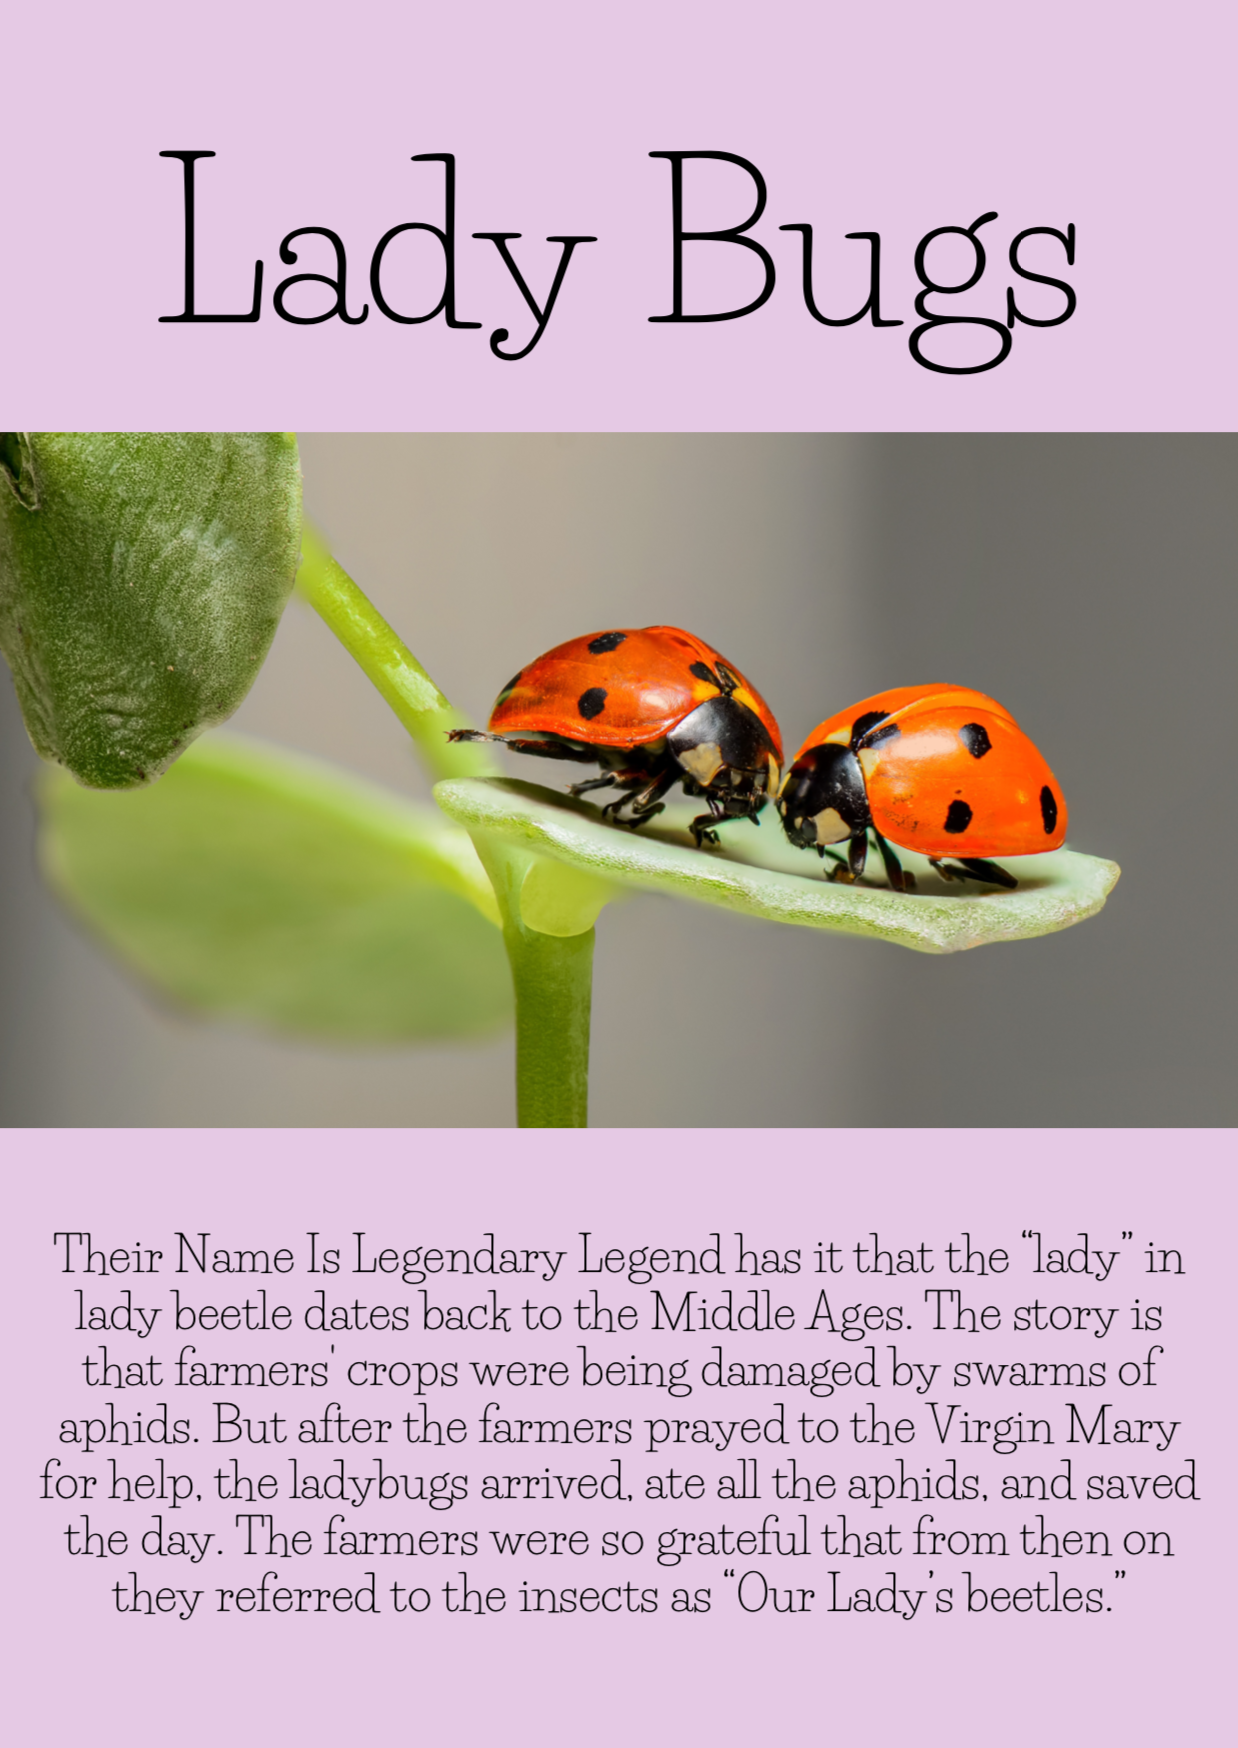 Lady Bugs
Their Name Is Legendary Legend has it that the “lady” in
lady beetle dates back to the Middle Ages. The story is
that farmers' crops were being damaged by swarms of
aphids. But after the farmers prayed to the Virgin Mary
for help, the ladybugs arrived, ate all the aphids, and saved
the day. The farmers were so grateful that from then on
they referred to the insects as “Our Lady’s beetles.”